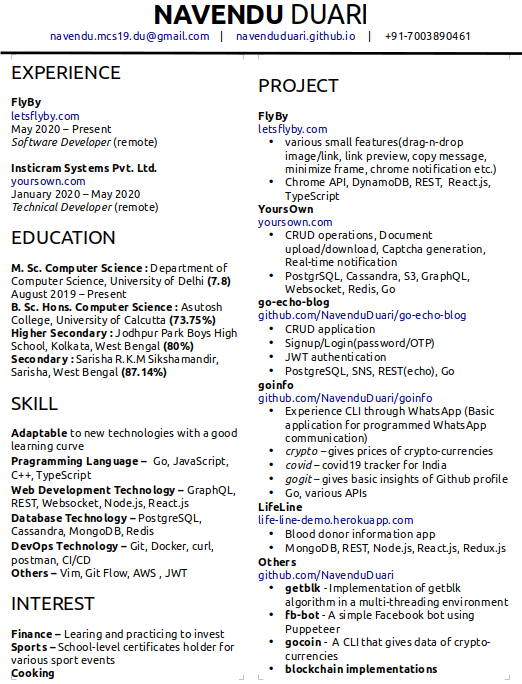 NAVENDU DUARI
navendu.mcs19.du@gmail.com | navenduduari.github.io | +91-7003890461
EXPERIENCE
FlyBy
letsflyby.com
May 2020 – Present
Software Developer (remote)
Insticram Systems Pvt. Ltd.
yoursown.com
January 2020 – May 2020
Technical Developer (remote)
EDUCATION
M. Sc. Computer Science : Department of
Computer Science, University of Delhi (7.8)
August 2019 – Present
B. Sc. Hons. Computer Science : Asutosh
College, University of Calcutta (73.75%)
Higher Secondary : Jodhpur Park Boys High
School, Kolkata, West Bengal (80%)
Secondary : Sarisha R.K.M Sikshamandir,
Sarisha, West Bengal (87.14%)
SKILL
Adaptable to new technologies with a good
learning curve
Pragramming Language – Go, JavaScript,
C++, TypeScript
Web Development Technology – GraphQL,
REST, Websocket, Node.js, React.js
Database Technology – PostgreSQL,
Cassandra, MongoDB, Redis
DevOps Technology – Git, Docker, curl,
postman, CI/CD
Others – Vim, Git Flow, AWS , JWT
INTEREST
Finance – Learing and practicing to invest
Sports – School-level certificates holder for
various sport events
Cooking
PROJECT
FlyBy
letsflyby.com
• various small features(drag-n-drop
image/link, link preview, copy message,
minimize frame, chrome notification etc.)
• Chrome API, DynamoDB, REST, React.js,
TypeScript
YoursOwn
yoursown.com
• CRUD operations, Document
upload/download, Captcha generation,
Real-time notification
• PostgrSQL, Cassandra, S3, GraphQL,
Websocket, Redis, Go
go-echo-blog
github.com/NavenduDuari/go-echo-blog
• CRUD application
• Signup/Login(password/OTP)
• JWT authentication
• PostgreSQL, SNS, REST(echo), Go
goinfo
github.com/NavenduDuari/goinfo
• Experience CLI through WhatsApp (Basic
application for programmed WhatsApp
communication)
• crypto – gives prices of crypto-currencies
• covid – covid19 tracker for India
• gogit – gives basic insights of Github profile
• Go, various APIs
LifeLine
life-line-demo.herokuapp.com
• Blood donor information app
• MongoDB, REST, Node.js, React.js, Redux.js
Others
github.com/NavenduDuari
• getblk - Implementation of getblk
algorithm in a multi-threading environment
• fb-bot - A simple Facebook bot using
Puppeteer
• gocoin - A CLI that gives data of crypto-
currencies
• blockchain implementations